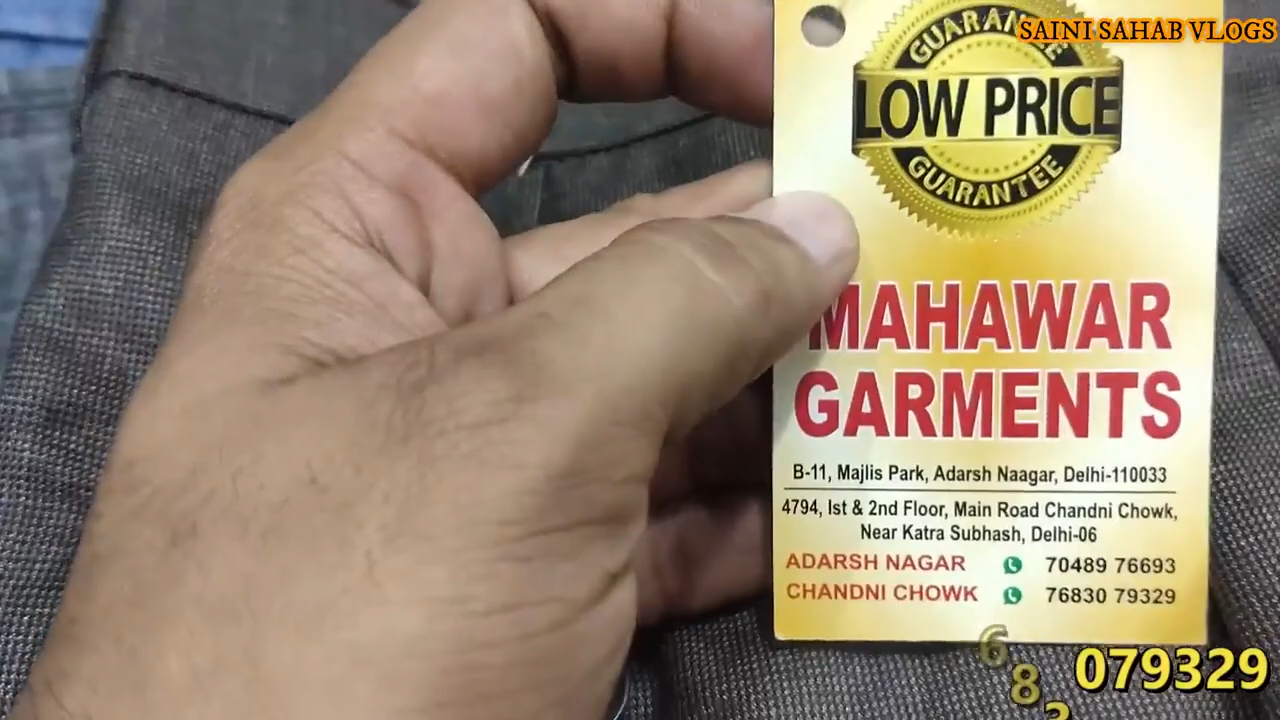 SAINI SAHAB VLOGS
GUARANTEE
LOW PRICE
GUARANTEE
MAHAWAR
GARMENTS
B-11, Majlis Park, Adarsh Naagar, Delhi-110033
4794, Ist & 2nd Floor, Main Road Chandni Chowk,
Near Katra Subhash, Delhi-06
ADARSH NAGAR 70489 76693
CHANDNI CHOWK 76830 79329
683079329